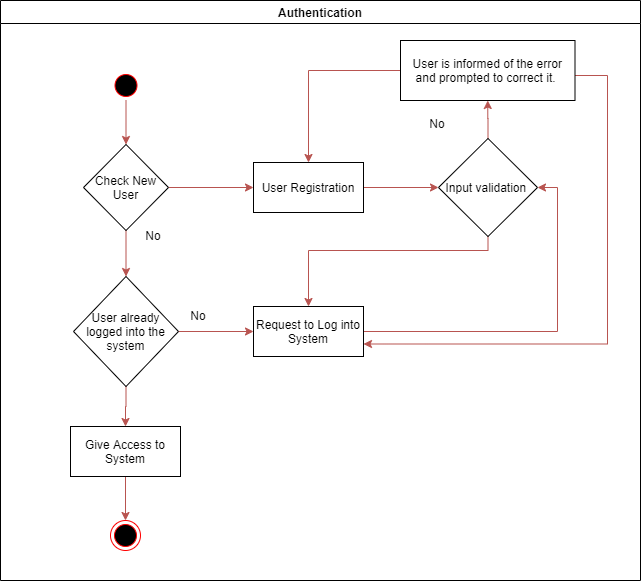 Authentication
User is informed of the error
and prompted to correct it.
No
Check New
User
User Registration
Input validation
No
User already
logged into the
system
No
Request to Log into
System
Give Access to
System